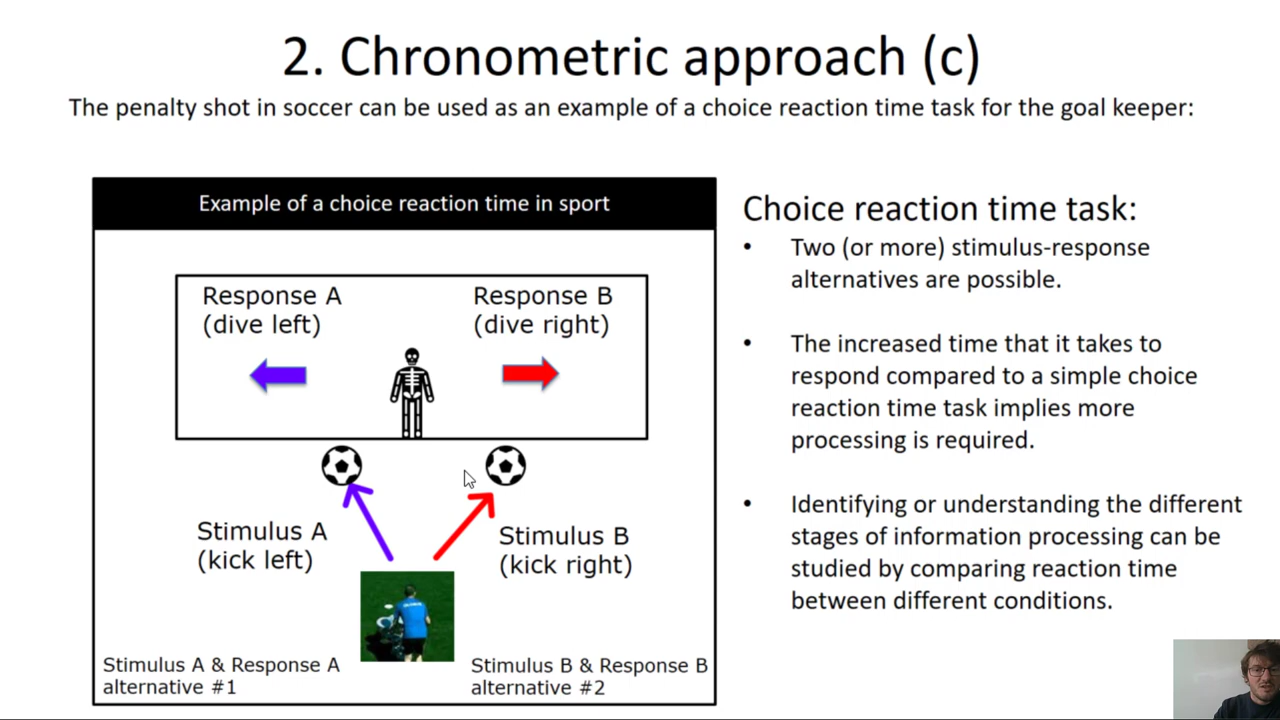 2. Chronometric approach (c)
The penalty shot in soccer can be used as an example of a choice reaction time task for the goal keeper:
Example of a choice reaction time in sport
Response A
(dive left)
Response B
(dive right)
Stimulus A
(kick left)
Stimulus B
(kick right)
Stimulus A & Response A
alternative #1
Stimulus B & Response B
alternative #2
Choice reaction time task:
• Two (or more) stimulus-response
alternatives are possible.
• The increased time that it takes to
respond compared to a simple choice
reaction time task implies more
processing is required.
• Identifying or understanding the different
stages of information processing can be
studied by comparing reaction time
between different conditions.